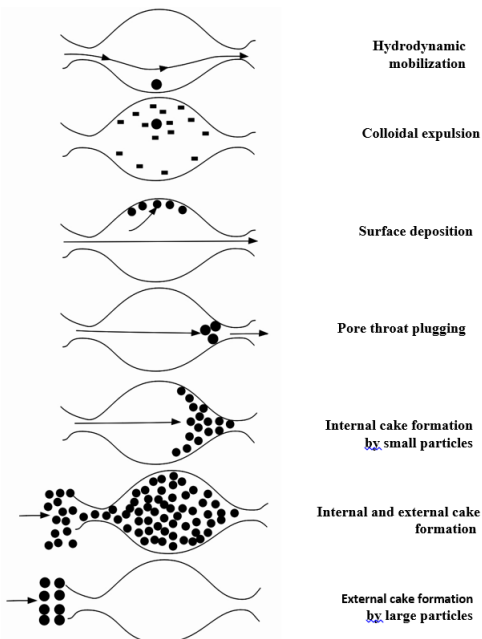 Hydrodynamic
mobilization
Colloidal expulsion
Surface deposition
Pore throat plugging
Internal cake formation
by small particles
Internal and external cake
formation
External cake formation
by large particles